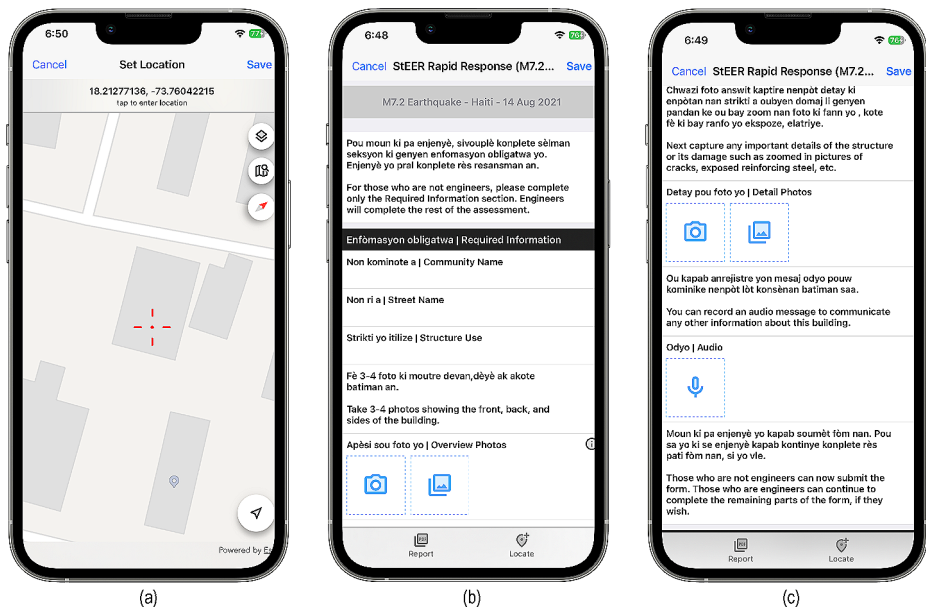 6:50
77
Cancel
Set Location
Save
18.21277136, -73.76042215
tap to enter location
Powered by Es
(a)
6:48
76
Cancel
StEER Rapid Response (M7.2...
Save
M7.2 Earthquake - Haiti - 14 Aug 2021
Pou moun ki pa enjenyè, sivouplè konplete sèlman
seksyon ki genyen enfomasyon obligatwa yo.
Enjenyè yo pral konplete rès resansman an.
For those who are not engineers, please complete
only the Required Information section. Engineers
will complete the rest of the assessment.
Enfòmasyon obligatwa | Required Information
Non kominote a | Community Name
Non ri a | Street Name
Strikti yo itilize | Structure Use
Fè 3-4 foto ki moutre devan,dèyè ak akote
batiman an.
Take 3-4 photos showing the front, back, and
sides of the building.
Apèsi sou foto yo | Overview Photos
Report
Locate
(b)
6:49
76
Cancel
StEER Rapid Response (M7.2...
Save
Chwazi foto answit kaptire nenpòt detay ki
enpòtan nan strikti a oubyen domaj li genyen
pandan ke ou bay zoom nan foto ki fann yo , kote
fè ki bay ranfo yo ekspoze, elatriye.
Next capture any important details of the structure
or its damage such as zoomed in pictures of
cracks, exposed reinforcing steel, etc.
Detay pou foto yo | Detail Photos
Ou kapab anrejistre yon mesaj odyo pouw
kominike nenpòt lòt konsènan batiman saa.
You can record an audio message to communicate
any other information about this building.
Odyo | Audio
Moun ki pa enjenyè yo kapab soumèt fòm nan. Pou
sa yo ki se enjenyè kapab kontinye konplete rès
pati fòm nan, si yo vle.
Those who are not engineers can now submit the
form. Those who are engineers can continue to
complete the remaining parts of the form, if they
wish.
Report
Locate
(c)